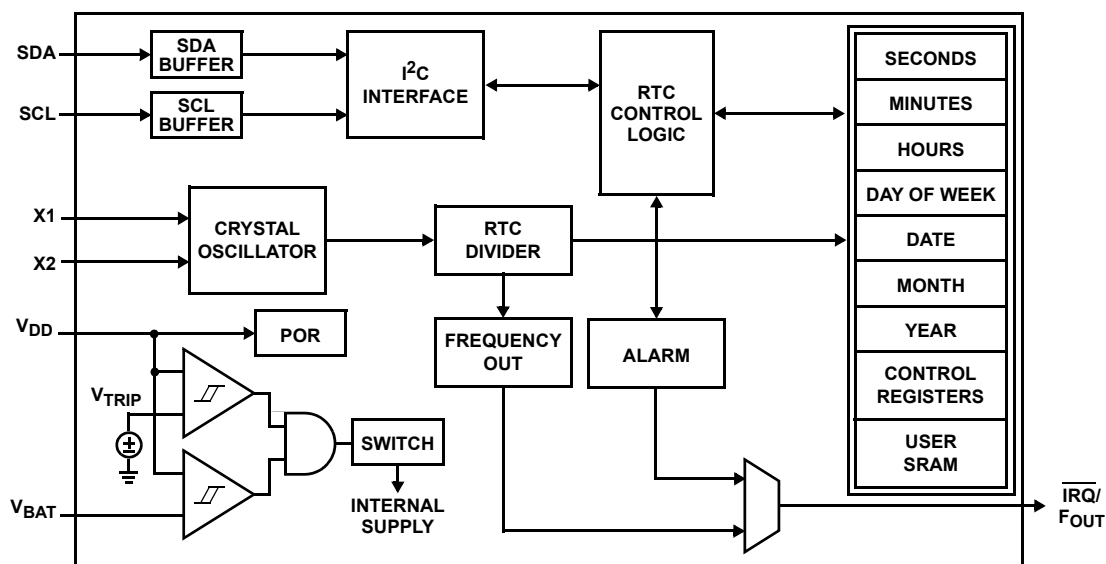 SDA
SDA
BUFFER
SCL
SCL
BUFFER
I²C
INTERFACE
RTC
CONTROL
LOGIC
SECONDS
MINUTES
HOURS
DAY OF WEEK
DATE
MONTH
YEAR
CONTROL
REGISTERS
USER
SRAM
X1
X2
CRYSTAL
OSCILLATOR
RTC
DIVIDER
FREQUENCY
OUT
ALARM
VDD
POR
VTRIP
SWITCH
INTERNAL
SUPPLY
VBAT
IRQ/
FOUT